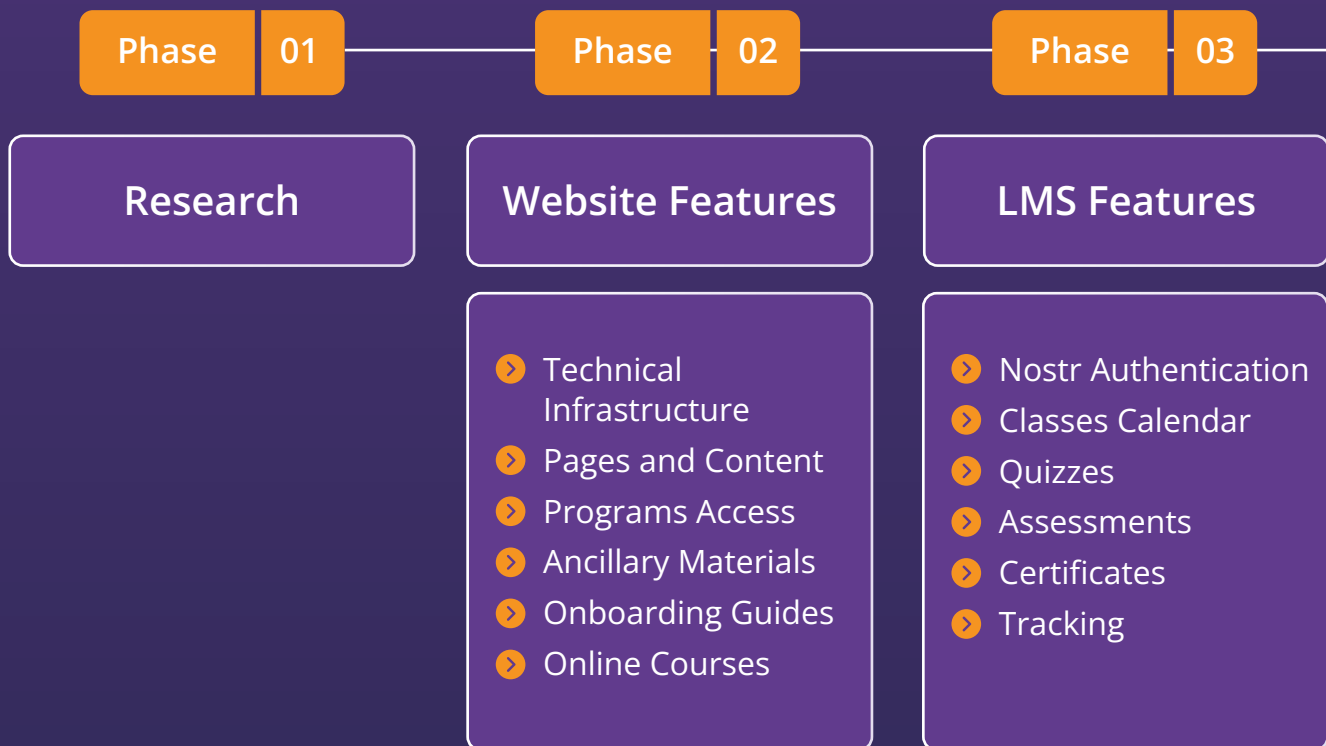 Phase 01
Phase 02
Phase 03
Research
Website Features
LMS Features
Technical
Infrastructure
Pages and Content
Programs Access
Ancillary Materials
Onboarding Guides
Online Courses
Nostr Authentication
Classes Calendar
Quizzes
Assessments
Certificates
Tracking